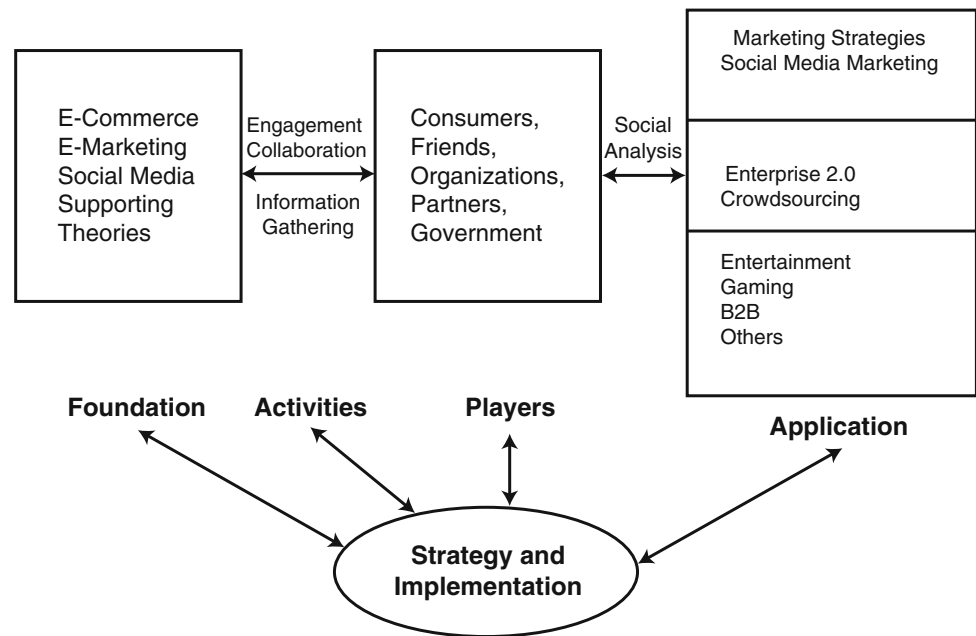 E-Commerce
E-Marketing
Social Media
Supporting
Theories
Engagement
Collaboration
Information
Gathering
Consumers,
Friends,
Organizations,
Partners,
Government
Social
Analysis
Marketing Strategies
Social Media Marketing
Enterprise 2.0
Crowdsourcing
Entertainment
Gaming
B2B
Others
Foundation
Activities
Players
Application
Strategy and
Implementation